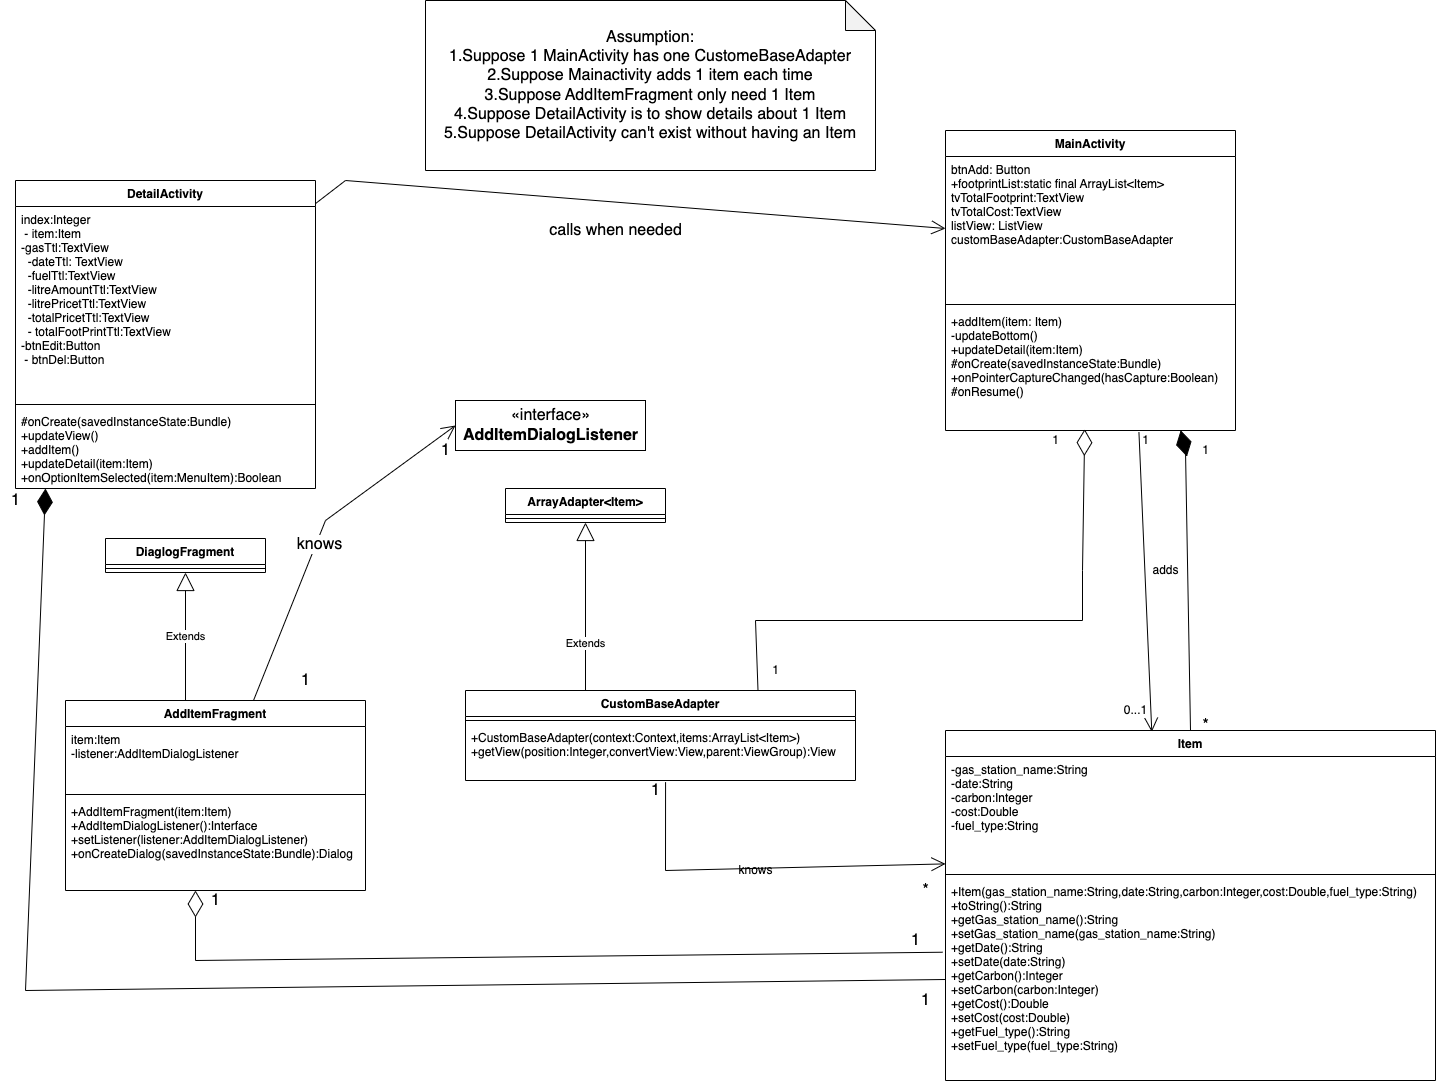 Assumption:
1.Suppose 1 MainActivity has one CustomeBaseAdapter
2.Suppose Mainactivity adds 1 item each time
3.Suppose AddItemFragment only need 1 Item
4.Suppose DetailActivity is to show details about 1 Item
5.Suppose DetailActivity can't exist without having an Item
DetailActivity
index:Integer
- item:Item
-gasTtl:TextView
-dateTtl: TextView
-fuelTtl:TextView
-litreAmountTtl:TextView
-litrePricetTtl:TextView
-totalPricetTtl:TextView
- totalFootPrintTtl:TextView
-btnEdit:Button
- btnDel:Button
#onCreate(savedInstanceState:Bundle)
+updateView()
+addItem()
+updateDetail(item:Item)
+onOptionItemSelected(item:MenuItem):Boolean
1
calls when needed
MainActivity
btnAdd: Button
+footprintList:static final ArrayList<Item>
tvTotalFootprint:TextView
tvTotalCost:TextView
listView: ListView
customBaseAdapter:CustomBaseAdapter
+addItem(item: Item)
-updateBottom()
+updateDetail(item:Item)
#onCreate(savedInstanceState:Bundle)
+onPointerCaptureChanged(hasCapture:Boolean)
#onResume()
1
1
1
«interface»
AddItemDialogListener
1
knows
1
ArrayAdapter<Item>
Extends
DiaglogFragment
Extends
adds
1
0...1
*
AddItemFragment
item:Item
-listener:AddItemDialogListener
+AddItemFragment(item:Item)
+AddItemDialogListener():Interface
+setListener(listener:AddItemDialogListener)
+onCreateDialog(savedInstanceState:Bundle):Dialog
1
CustomBaseAdapter
+CustomBaseAdapter(context:Context,items:ArrayList<Item>)
+getView(position:Integer,convertView:View,parent:ViewGroup):View
1
knows
*
1
1
Item
-gas_station_name:String
-date:String
-carbon:Integer
-cost:Double
-fuel_type:String
+Item(gas_station_name:String,date:String,carbon:Integer,cost:Double,fuel_type:String)
+toString():String
+getGas_station_name():String
+setGas_station_name(gas_station_name:String)
+getDate():String
+setDate(date:String)
+getCarbon():Integer
+setCarbon(carbon:Integer)
+getCost():Double
+setCost(cost:Double)
+getFuel_type():String
+setFuel_type(fuel_type:String)